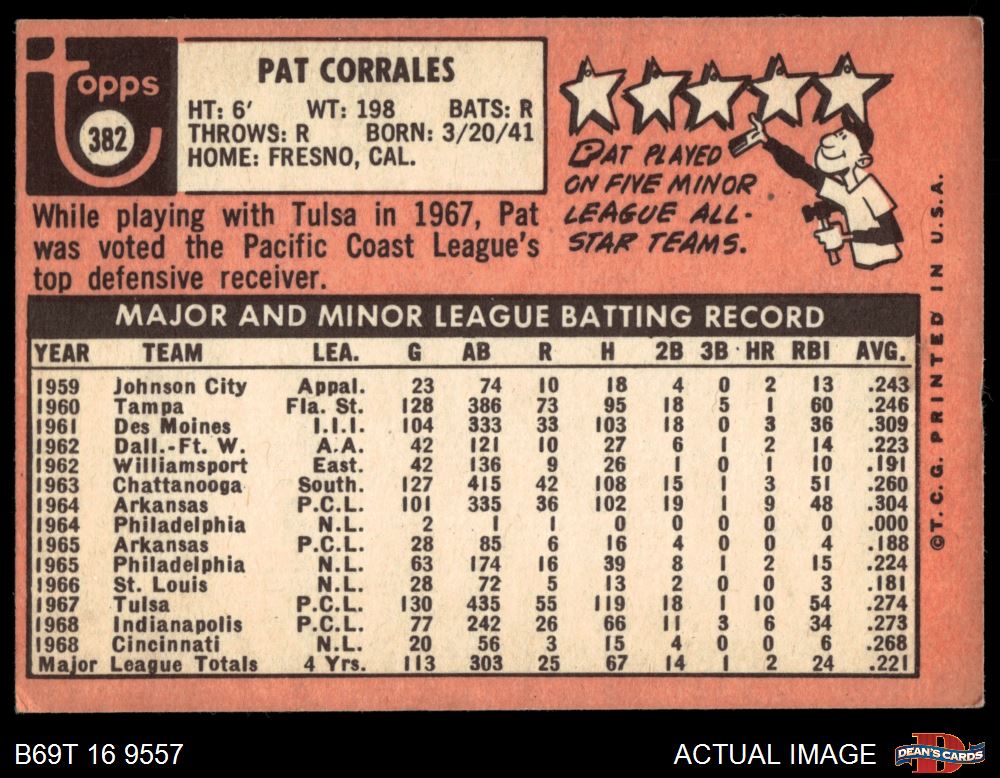 topps
382
PAT CORRALES
HT: 6' WT: 198 BATS: R
THROWS: R BORN: 3/20/41
HOME: FRESNO, CAL.
While playing with Tulsa in 1967, Pat
was voted the Pacific Coast League's
top defensive receiver.
PAT PLAYED
ON FIVE MINOR
LEAGUE ALL-
STAR TEAMS.
MAJOR AND MINOR LEAGUE BATTING RECORD
YEAR TEAM LEA. G AB R H 2B 3B HR RBI AVG.
1959 Johnson City Appal. 23 74 10 18 4 0 2 13 .243
1960 Tampa Fla. St. 128 386 73 95 18 5 1 60 .246
1961 Des Moines I.I.I. 104 333 33 103 18 0 3 36 .309
1962 Dall.-Ft. W. A.A. 42 121 10 27 6 1 2 14 .223
1962 Williamsport East. 42 136 9 26 1 0 1 10 .191
1963 Chattanooga South. 127 415 42 108 15 1 3 51 .260
1964 Arkansas P.C.L. 101 335 36 102 19 1 9 48 .304
1964 Philadelphia N.L. 2 1 1 0 0 0 0 0 .000
1965 Arkansas P.C.L. 28 85 6 16 4 0 0 4 .188
1965 Philadelphia N.L. 63 174 16 39 8 1 2 15 .224
1966 St. Louis N.L. 28 72 5 13 2 0 0 3 .181
1967 Tulsa P.C.L. 130 435 55 119 18 1 10 54 .274
1968 Indianapolis P.C.L. 77 242 26 66 11 3 6 34 .273
1968 Cincinnati N.L. 20 56 3 15 4 0 0 6 .268
Major League Totals 4 Yrs. 113 303 25 67 14 1 2 24 .221
©T.C.G. PRINTED IN U.S.A.
B69T 16 9557
ACTUAL IMAGE
DEAN'S CARDS